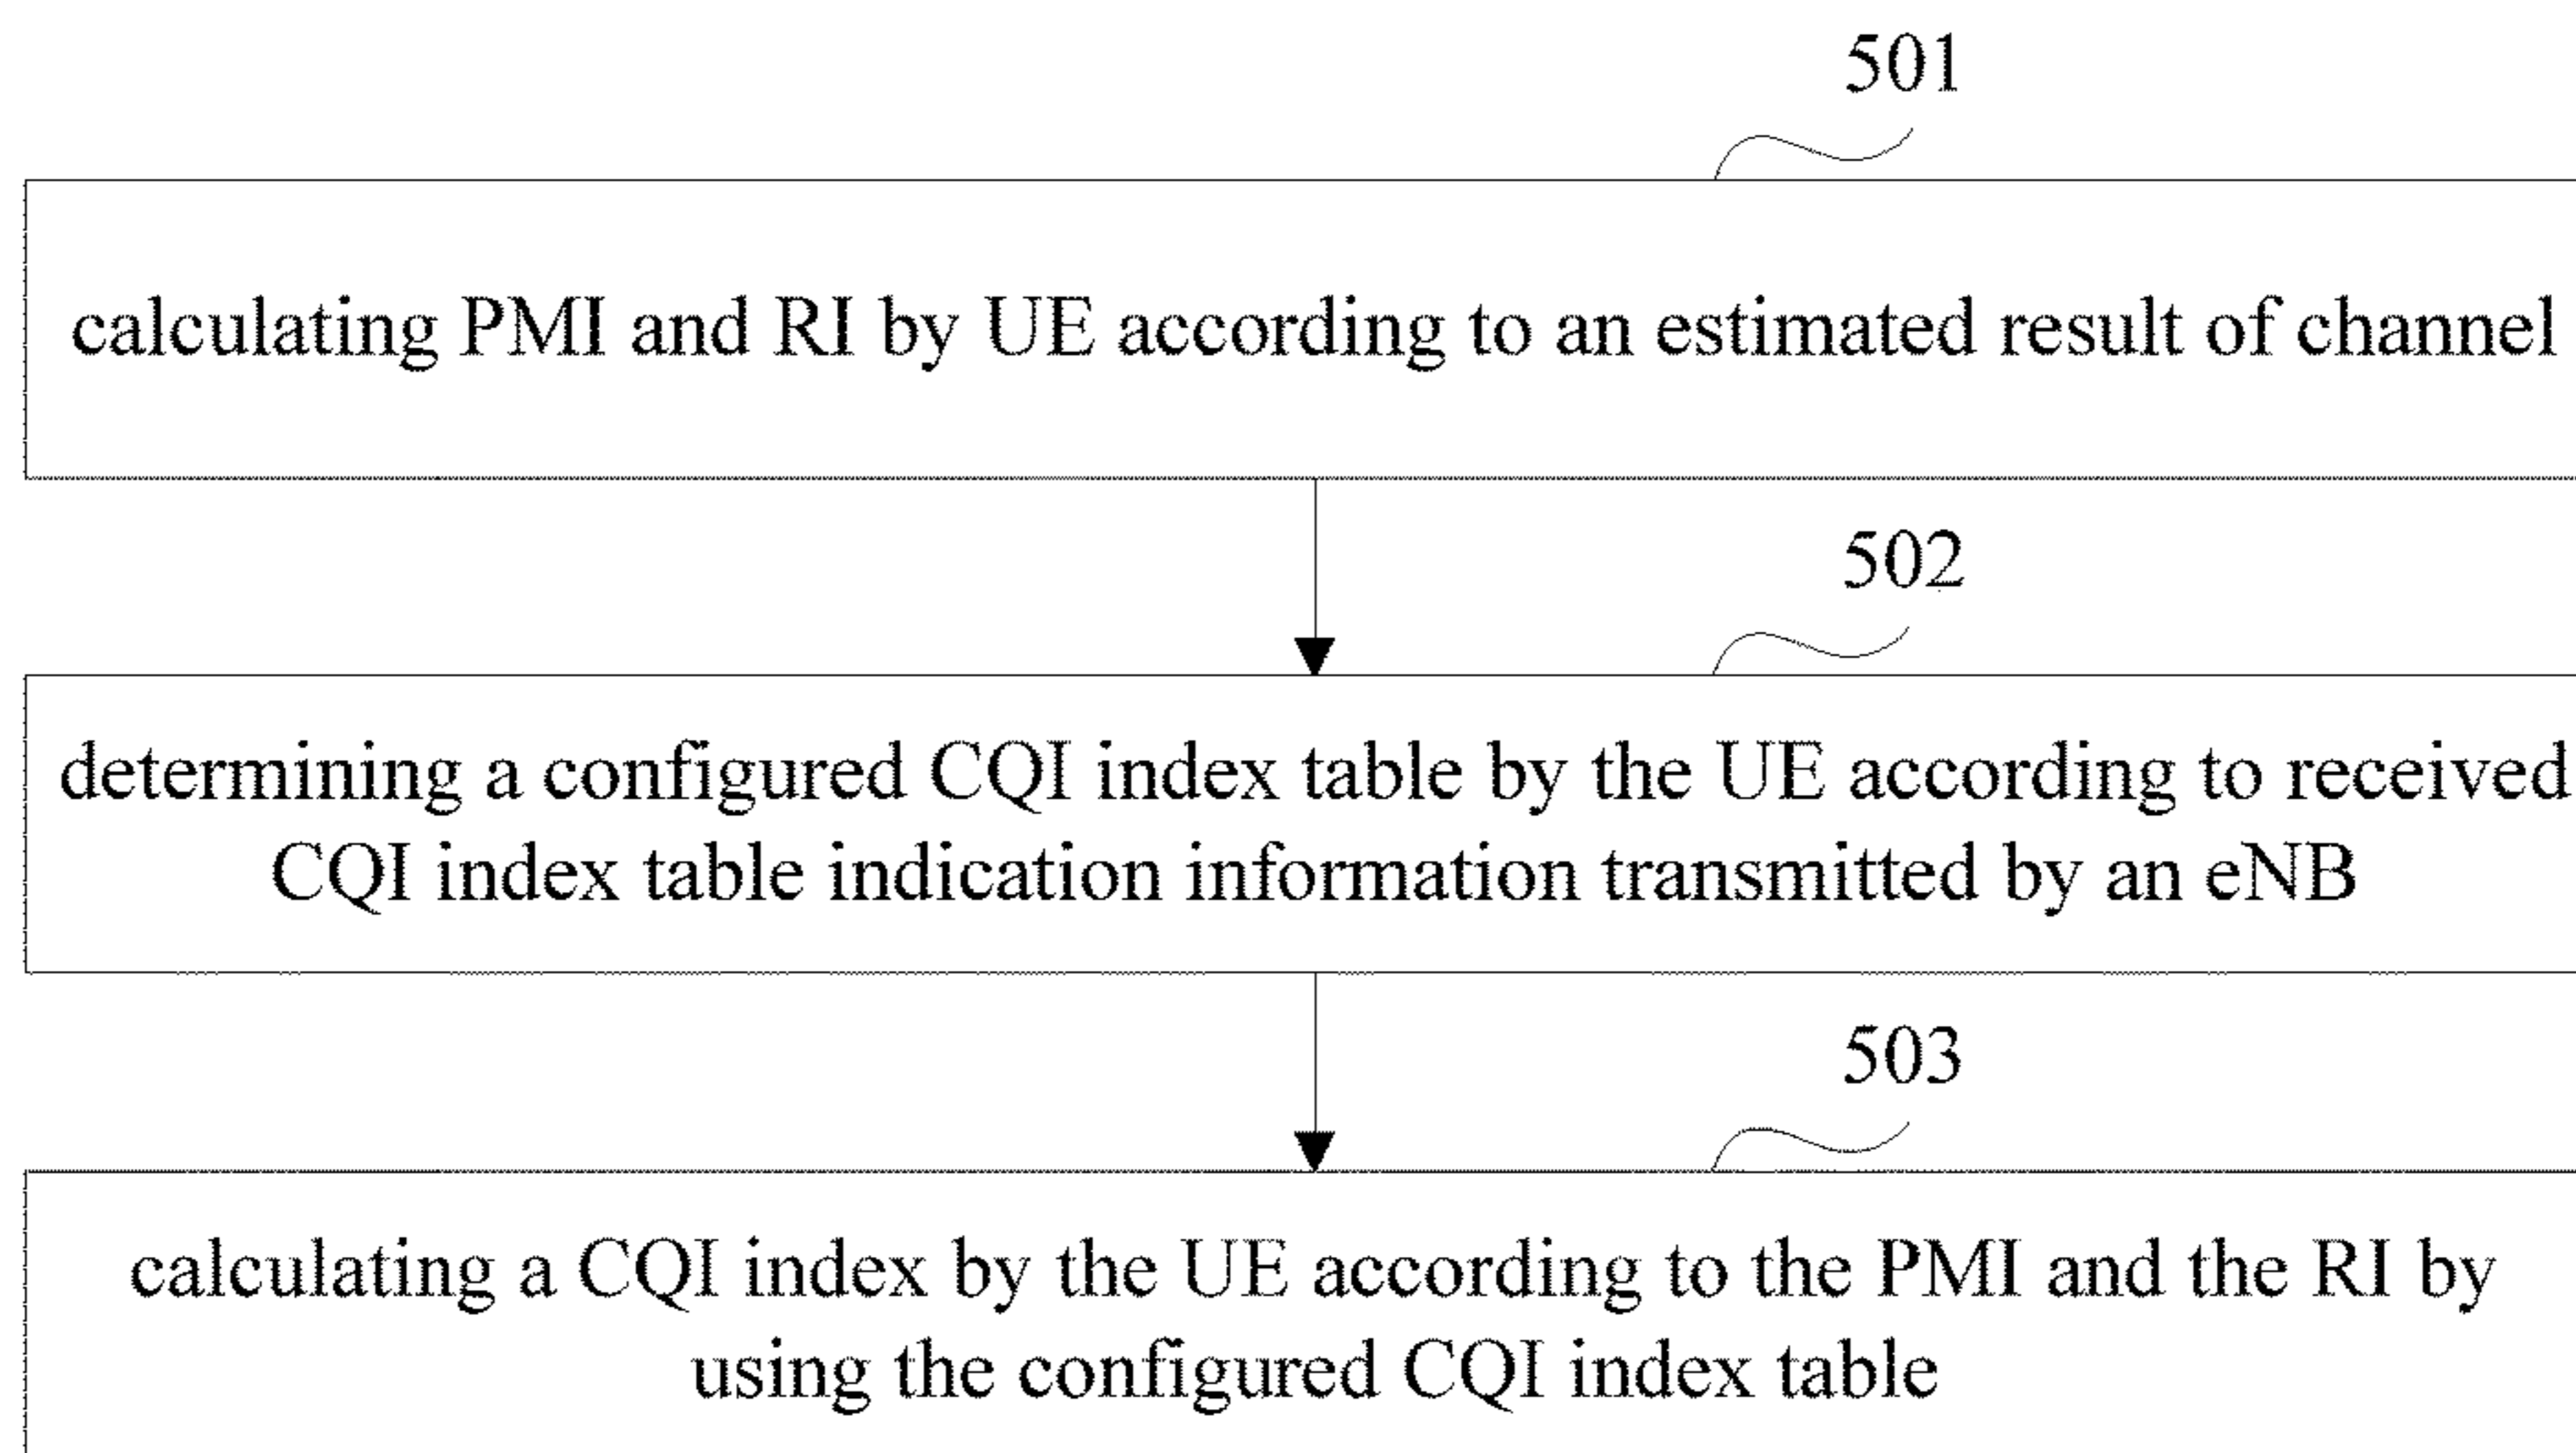 501
calculating PMI and RI by UE according to an estimated result of channel
502
determining a configured CQI index table by the UE according to received
CQI index table indication information transmitted by an eNB
503
calculating a CQI index by the UE according to the PMI and the RI by
using the configured CQI index table